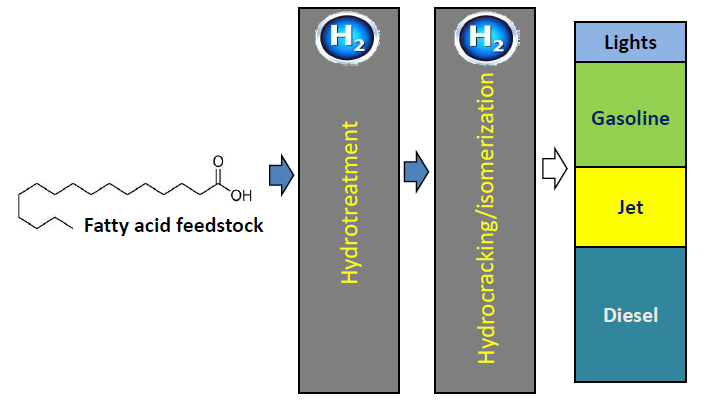 O
OH
Fatty acid feedstock
H2
Hydrotreatment
H2
Hydrocracking/isomerization
Lights
Gasoline
Jet
Diesel